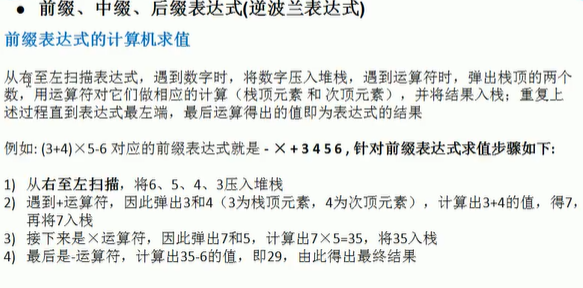 ● 前缀、中缀、后缀表达式(逆波兰表达式)
前缀表达式的计算机求值
从右至左扫描表达式，遇到数字时，将数字压入堆栈，遇到运算符时，弹出栈顶的两个
数，用运算符对它们做相应的计算（栈顶元素 和 次顶元素），并将结果入栈；重复上
述过程直到表达式最左端，最后运算得出的值即为表达式的结果
例如: (3+4)×5-6 对应的前缀表达式就是 - × + 3 4 5 6 , 针对前缀表达式求值步骤如下:
1) 从右至左扫描，将6、5、4、3压入堆栈
2) 遇到+运算符，因此弹出3和4（3为栈顶元素，4为次顶元素），计算出3+4的值，得7，
再将7入栈
3) 接下来是×运算符，因此弹出7和5，计算出7×5=35，将35入栈
4) 最后是-运算符，计算出35-6的值，即29，由此得出最终结果